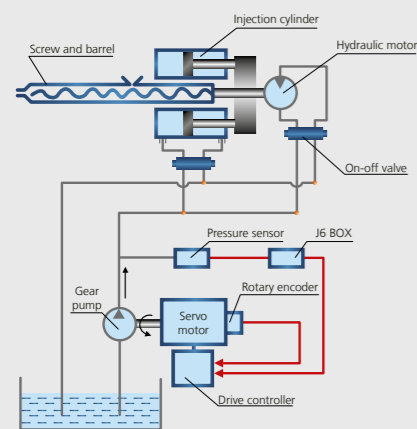 Injection cylinder
Screw and barrel
Hydraulic motor
On-off valve
Pressure sensor
J6 BOX
Gear
pump
Servo
motor
Rotary encoder
Drive controller